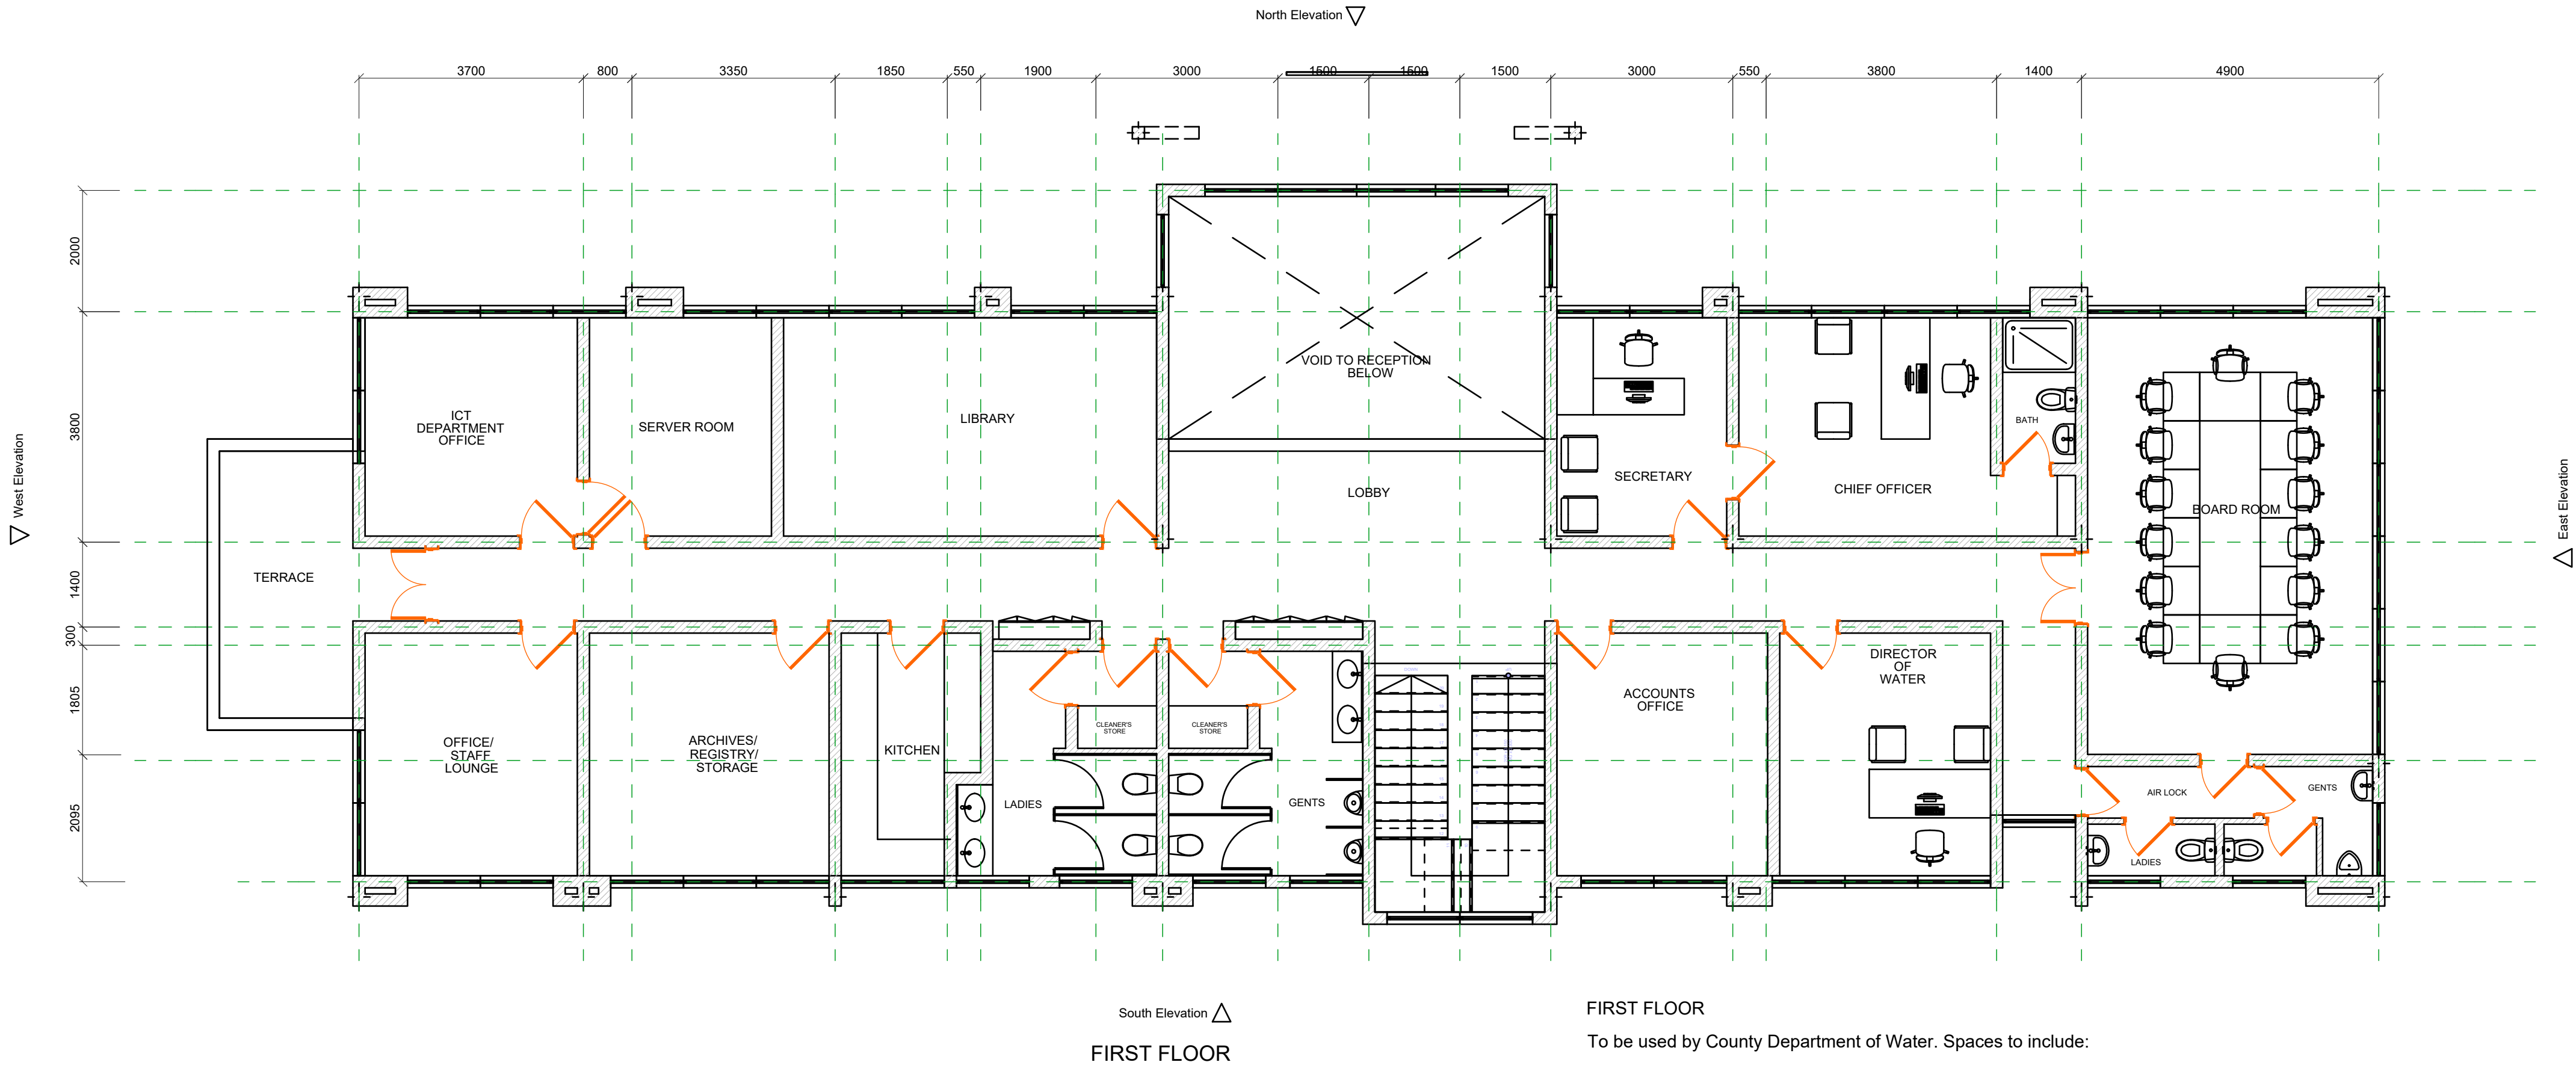 North Elevation
3700 800 3350 1850 550 1900 3000 1500 1500 1500 3000 550 3800 1400 4900
2000
3800
1400
300
1805
2095
West Elevation
East Elevation
VOID TO RECEPTION
BELOW
ICT
DEPARTMENT
OFFICE
SERVER ROOM
LIBRARY
BATH
SECRETARY
CHIEF OFFICER
LOBBY
BOARD ROOM
TERRACE
DIRECTOR
OF
WATER
ACCOUNTS
OFFICE
CLEANER'S
STORE
CLEANER'S
STORE
OFFICE/
STAFF
LOUNGE
ARCHIVES/
REGISTRY/
STORAGE
KITCHEN
LADIES
GENTS
AIR LOCK
GENTS
LADIES
South Elevation
FIRST FLOOR
FIRST FLOOR
To be used by County Department of Water. Spaces to include: